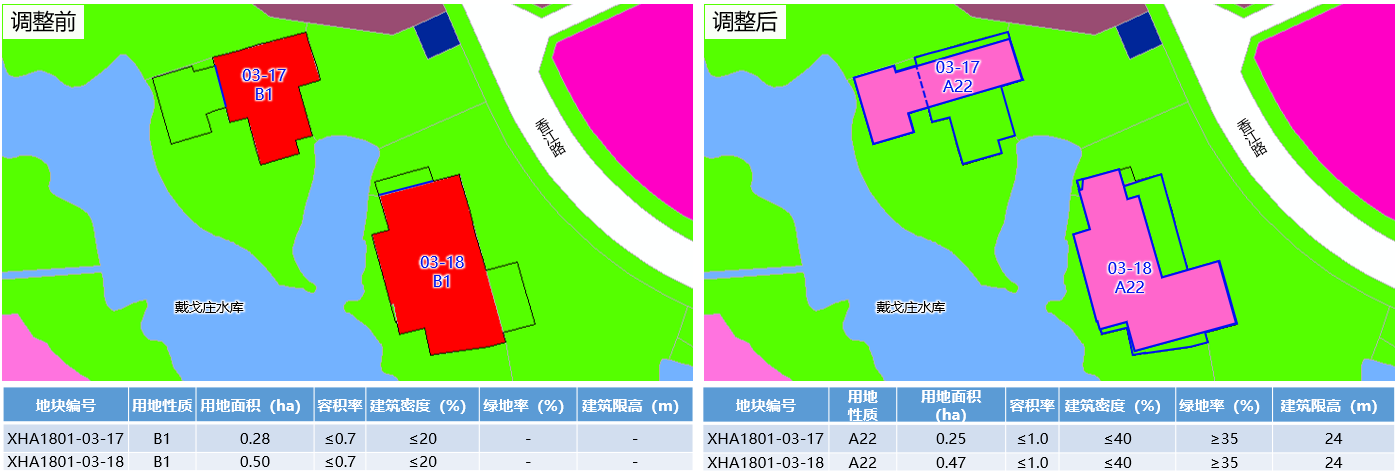 调整前
03-17
B1
香江路
03-18
B1
戴戈庄水库
地块编号 用地性质 用地面积（ha） 容积率 建筑密度（%） 绿地率（%） 建筑限高（m）
XHA1801-03-17 B1 0.28 ≤0.7 ≤20 - -
XHA1801-03-18 B1 0.50 ≤0.7 ≤20 - -
调整后
03-17
A22
香江路
03-18
A22
戴戈庄水库
地块编号 用地性质 用地面积（ha） 容积率 建筑密度（%） 绿地率（%） 建筑限高（m）
XHA1801-03-17 A22 0.25 ≤1.0 ≤40 ≥35 24
XHA1801-03-18 A22 0.47 ≤1.0 ≤40 ≥35 24